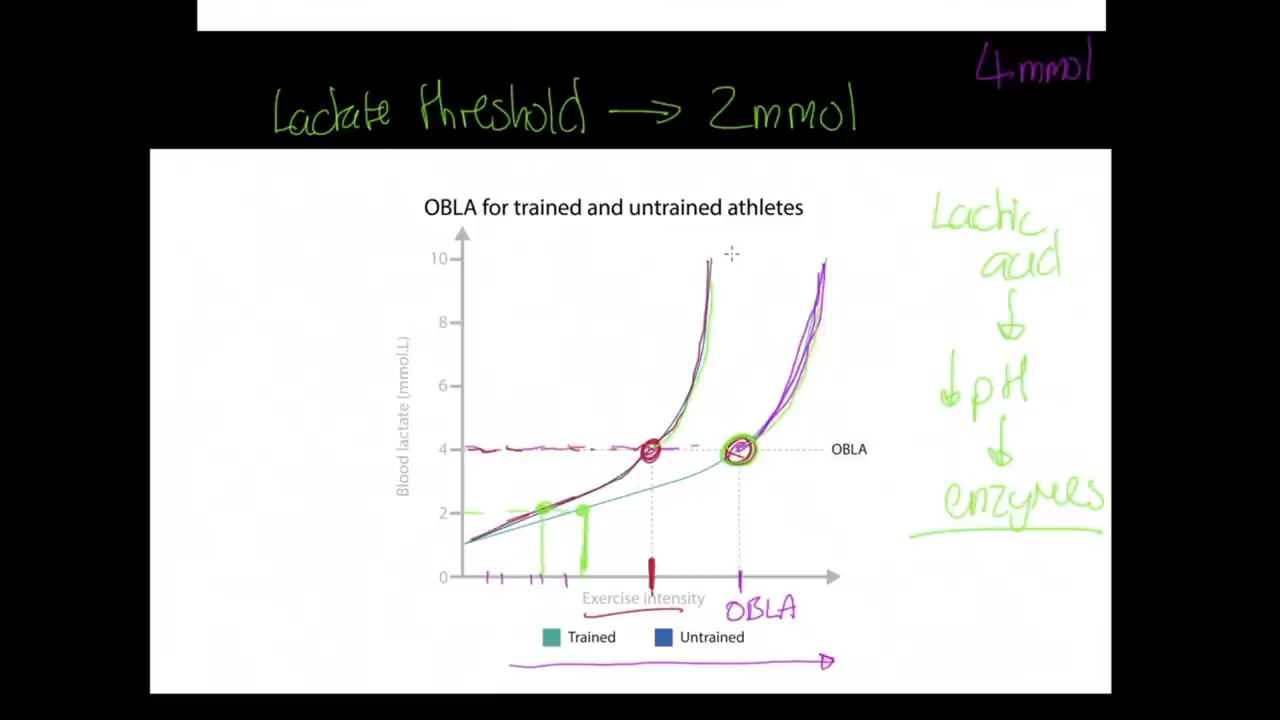 4mmol
Lactate threshold → 2mmol
OBLA for trained and untrained athletes
10
8
6
4
2
0
Blood lactate (mmol.L)
OBLA
Exercise intensity
OBLA
Trained
Untrained
Lactic
acid
↓
↓pH
↓
enzymes